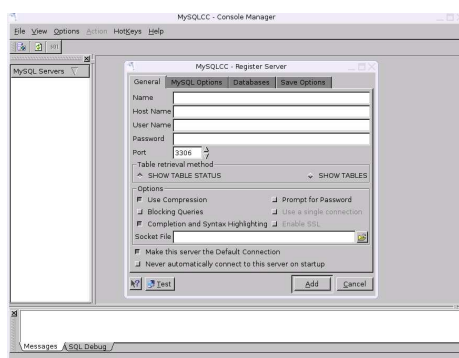 MySQLCC - Console Manager
File View Options Action HotKeys Help
MySQL Servers
MySQLCC - Register Server
General MySQL Options Databases Save Options
Name
Host Name
User Name
Password
Port 3306
Table retrieval method
SHOW TABLE STATUS SHOW TABLES
Options
Use Compression Prompt for Password
Blocking Queries Use a single connection
Completion and Syntax Highlighting Enable SSL
Socket File
Make this server the Default Connection
Never automatically connect to this server on startup
Test Add Cancel
Messages SQL Debug